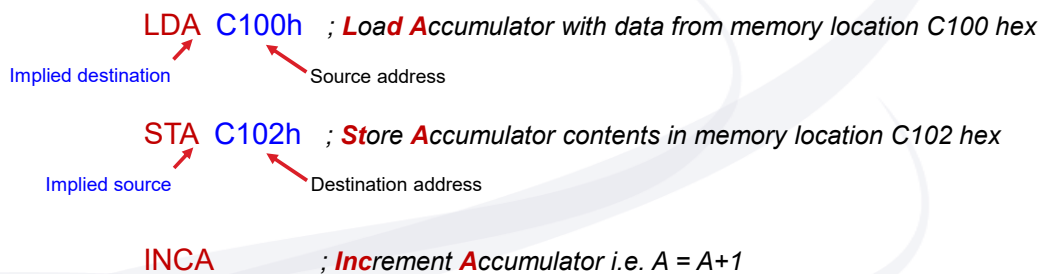 LDA C100h ; Load Accumulator with data from memory location C100 hex
Implied destination Source address
STA C102h ; Store Accumulator contents in memory location C102 hex
Implied source Destination address
INCA ; Increment Accumulator i.e. A = A+1